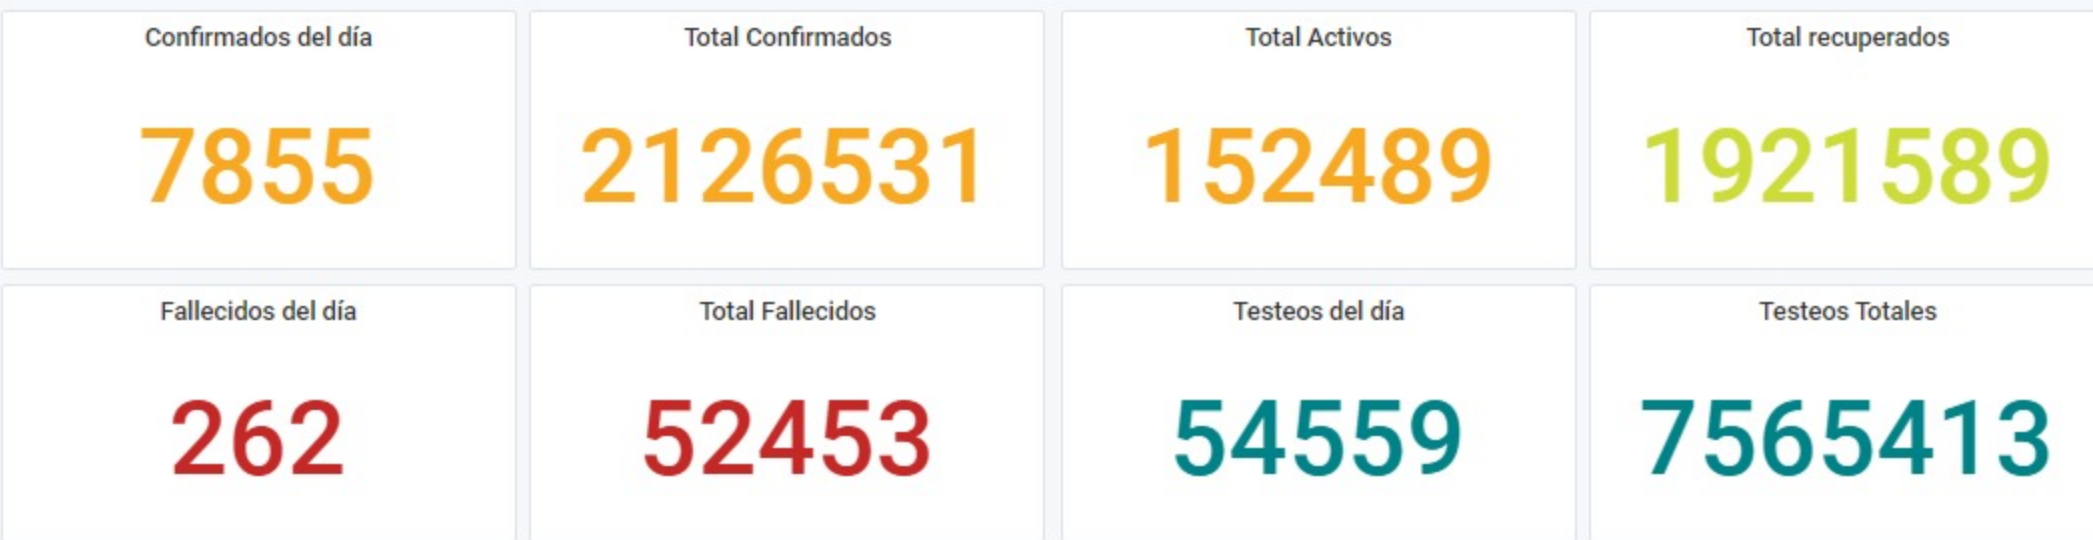 Confirmados del día
7855
Total Confirmados
2126531
Total Activos
152489
Total recuperados
1921589
Fallecidos del día
262
Total Fallecidos
52453
Testeos del día
54559
Testeos Totales
7565413